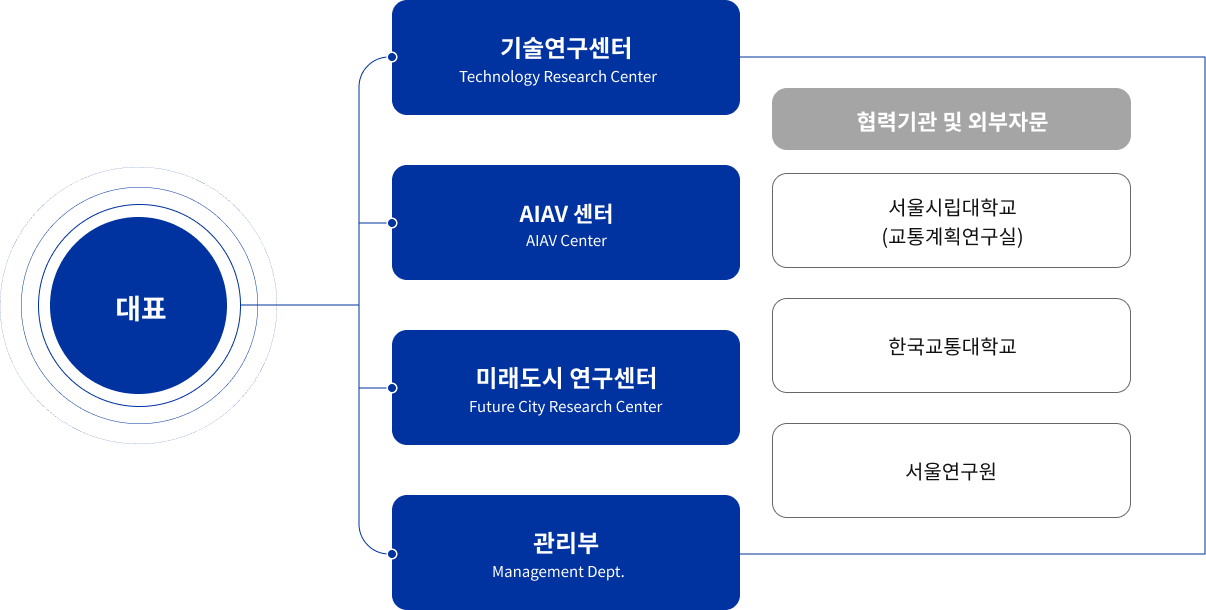 대표
기술연구센터
Technology Research Center
AIAV 센터
AIAV Center
미래도시 연구센터
Future City Research Center
관리부
Management Dept.
협력기관 및 외부자문
서울시립대학교
(교통계획연구실)
한국교통대학교
서울연구원